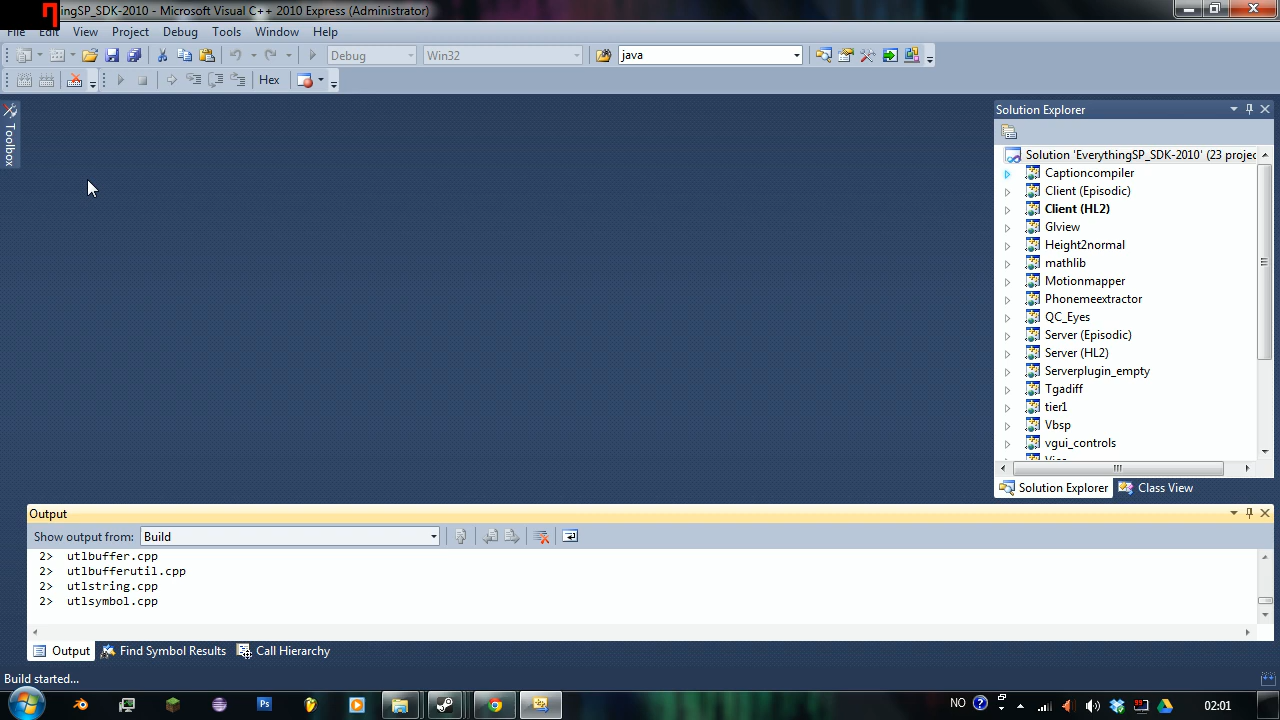 ingSP_SDK-2010 - Microsoft Visual C++ 2010 Express (Administrator)
File Edit View Project Debug Tools Window Help
Debug Win32 java
Hex
Toolbox
Solution Explorer
Solution 'EverythingSP_SDK-2010' (23 projec
Captioncompiler
Client (Episodic)
Client (HL2)
Glview
Height2normal
mathlib
Motionmapper
Phonemeextractor
QC_Eyes
Server (Episodic)
Server (HL2)
Serverplugin_empty
Tgadiff
tier1
Vbsp
vgui_controls
Solution Explorer Class View
Output
Show output from: Build
2> utlbuffer.cpp
2> utlbufferutil.cpp
2> utlstring.cpp
2> utlsymbol.cpp
Output Find Symbol Results Call Hierarchy
Build started...
Ps NO 02:01